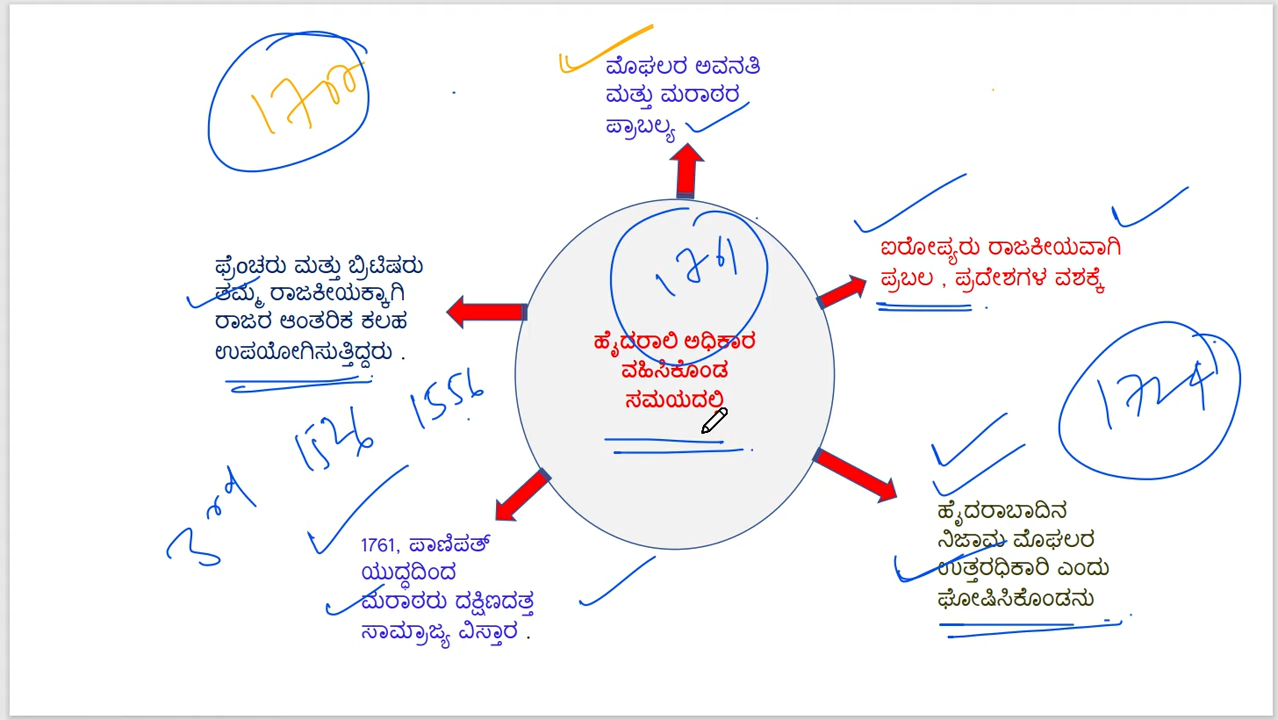 1700
ಮೊಘಲರ ಅವನತಿ
ಮತ್ತು ಮರಾಠರ
ಪ್ರಾಬಲ್ಯ
ಐರೋಪ್ಯರು ರಾಜಕೀಯವಾಗಿ
ಪ್ರಬಲ , ಪ್ರದೇಶಗಳ ವಶಕ್ಕೆ
ಫ್ರೆಂಚರು ಮತ್ತು ಬ್ರಿಟಿಷರು
ತಮ್ಮ ರಾಜಕೀಯಕ್ಕಾಗಿ
ರಾಜರ ಆಂತರಿಕ ಕಲಹ
ಉಪಯೋಗಿಸುತ್ತಿದ್ದರು .
1761
ಹೈದರಾಲಿ ಅಧಿಕಾರ
ವಹಿಸಿಕೊಂಡ
ಸಮಯದಲ್ಲಿ
1724
3rd 1526 1556
1761, ಪಾಣಿಪತ್
ಯುದ್ಧದಿಂದ
ಮರಾಠರು ದಕ್ಷಿಣದತ್ತ
ಸಾಮ್ರಾಜ್ಯ ವಿಸ್ತಾರ .
ಹೈದರಾಬಾದಿನ
ನಿಜಾಮ ಮೊಘಲರ
ಉತ್ತರಧಿಕಾರಿ ಎಂದು
ಘೋಷಿಸಿಕೊಂಡನು